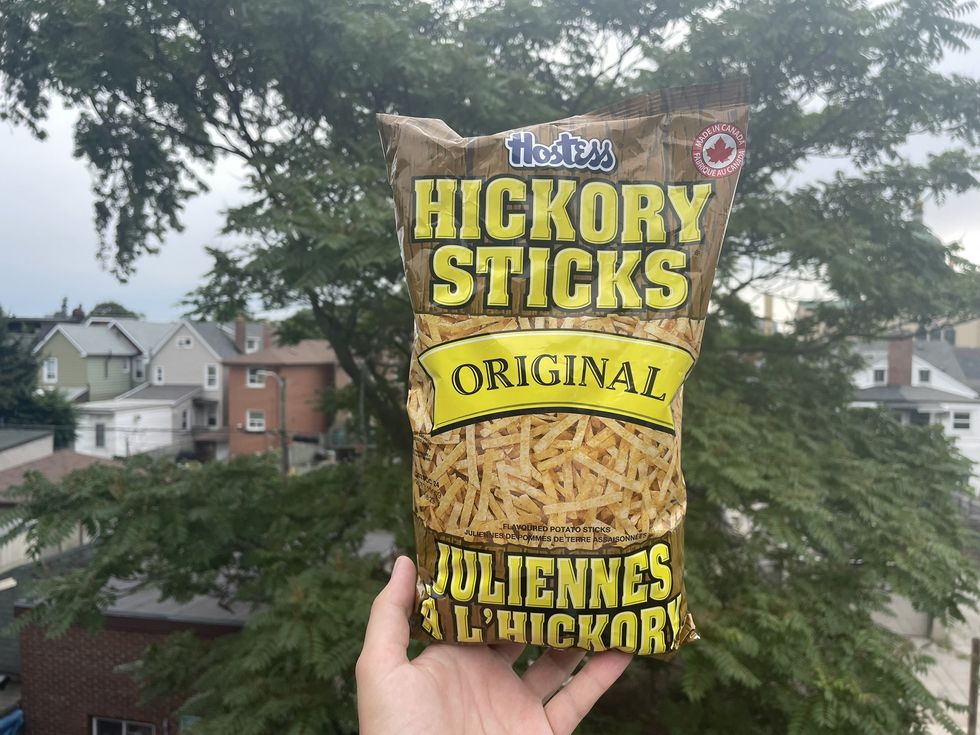 Hostess
MADE IN CANADA
FABRIQUÉ AU CANADA
HICKORY
STICKS
ORIGINAL
FLAVOURED POTATO STICKS
JULIENNES DE POMMES DE TERRE ASSAISONNÉES
JULIENNES
À L'HICKORY